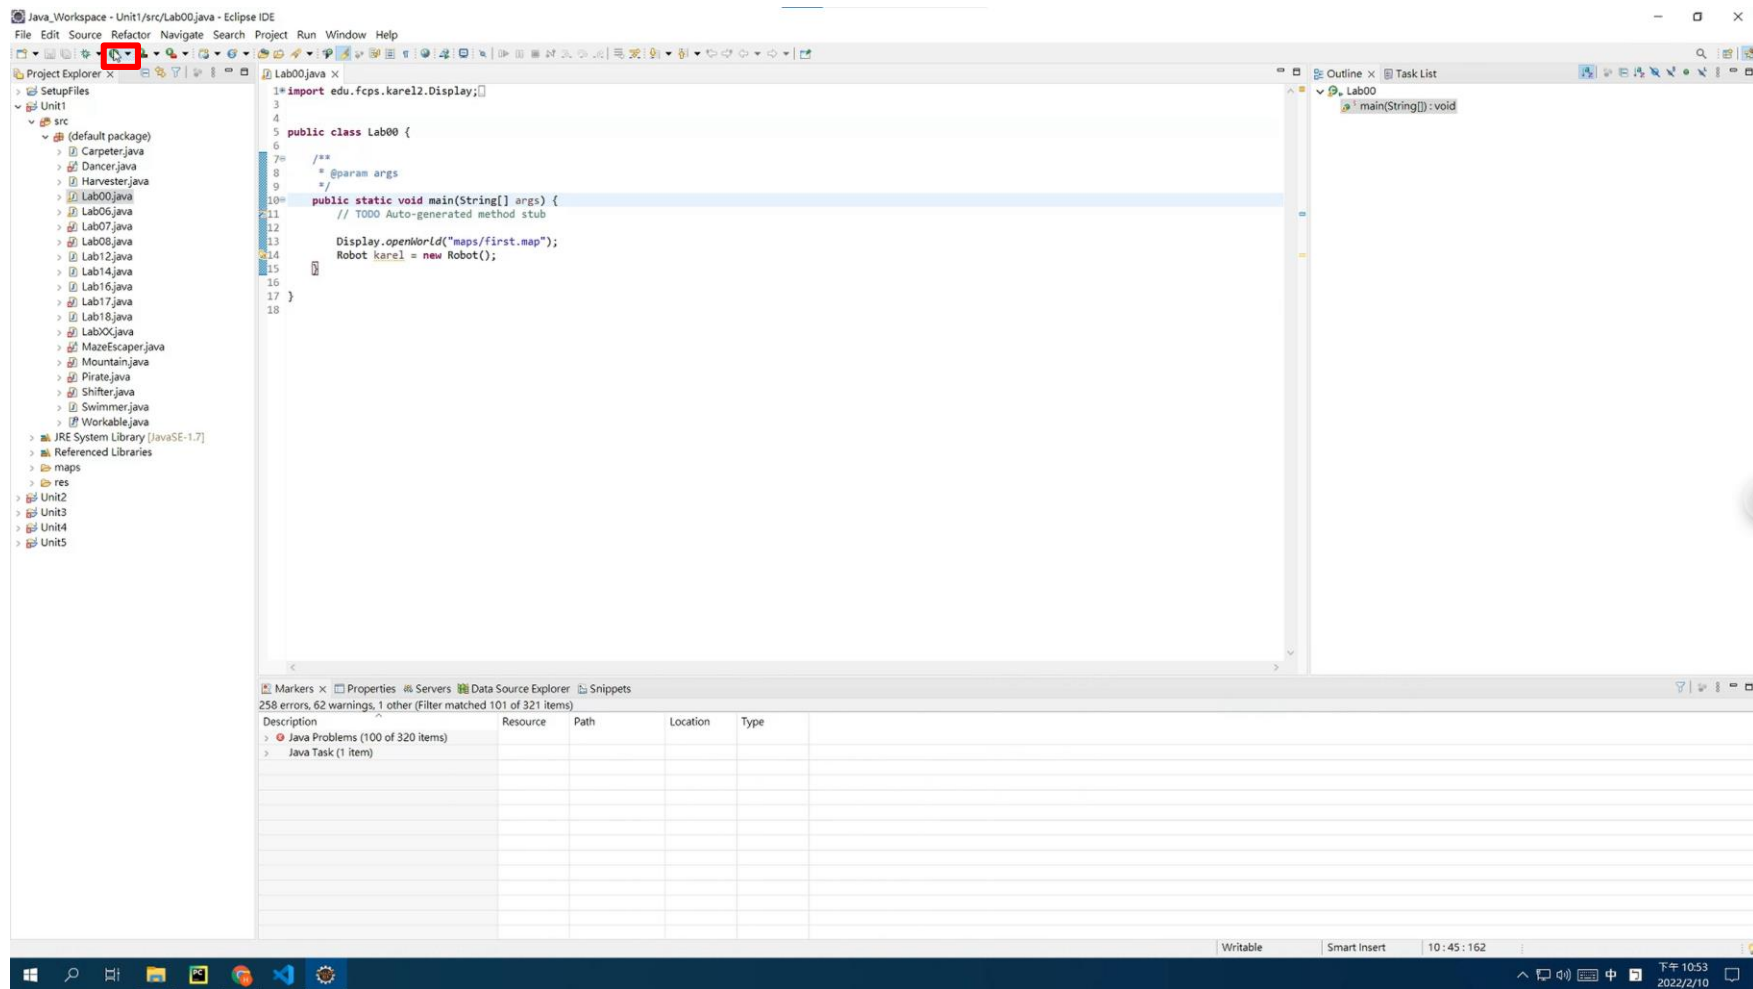 Java_Workspace - Unit1/src/Lab00.java - Eclipse IDE
File Edit Source Refactor Navigate Search Project Run Window Help
Project Explorer
SetupFiles
Unit1
src
(default package)
Carpeter.java
Dancer.java
Harvester.java
Lab00.java
Lab06.java
Lab07.java
Lab08.java
Lab12.java
Lab14.java
Lab16.java
Lab17.java
Lab18.java
LabXX.java
MazeEscaper.java
Mountain.java
Pirate.java
Shifter.java
Swimmer.java
Workable.java
JRE System Library [JavaSE-1.7]
Referenced Libraries
maps
res
Unit2
Unit3
Unit4
Unit5
Lab00.java
1 import edu.fcps.karel2.Display;
3
4
5 public class Lab00 {
6
7 /**
8 * @param args
9 */
10 public static void main(String[] args) {
11 // TODO Auto-generated method stub
12
13 Display.openWorld("maps/first.map");
14 Robot karel = new Robot();
15 }
16
17 }
18
Outline Task List
Lab00
main(String[]) : void
Markers Properties Servers Data Source Explorer Snippets
258 errors, 62 warnings, 1 other (Filter matched 101 of 321 items)
Description Resource Path Location Type
Java Problems (100 of 320 items)
Java Task (1 item)
Writable Smart Insert 10 : 45 : 162
PC
中
下午 10:53
2022/2/10